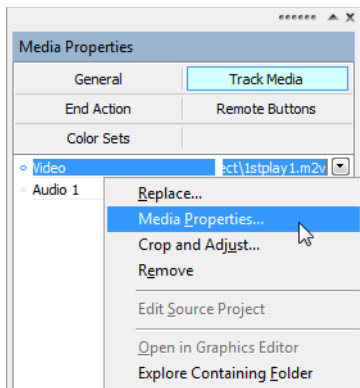 Media Properties
General Track Media
End Action Remote Buttons
Color Sets
Video ect\1stplay1.m2v
Audio 1
Replace...
Media Properties...
Crop and Adjust...
Remove
Edit Source Project
Open in Graphics Editor
Explore Containing Folder